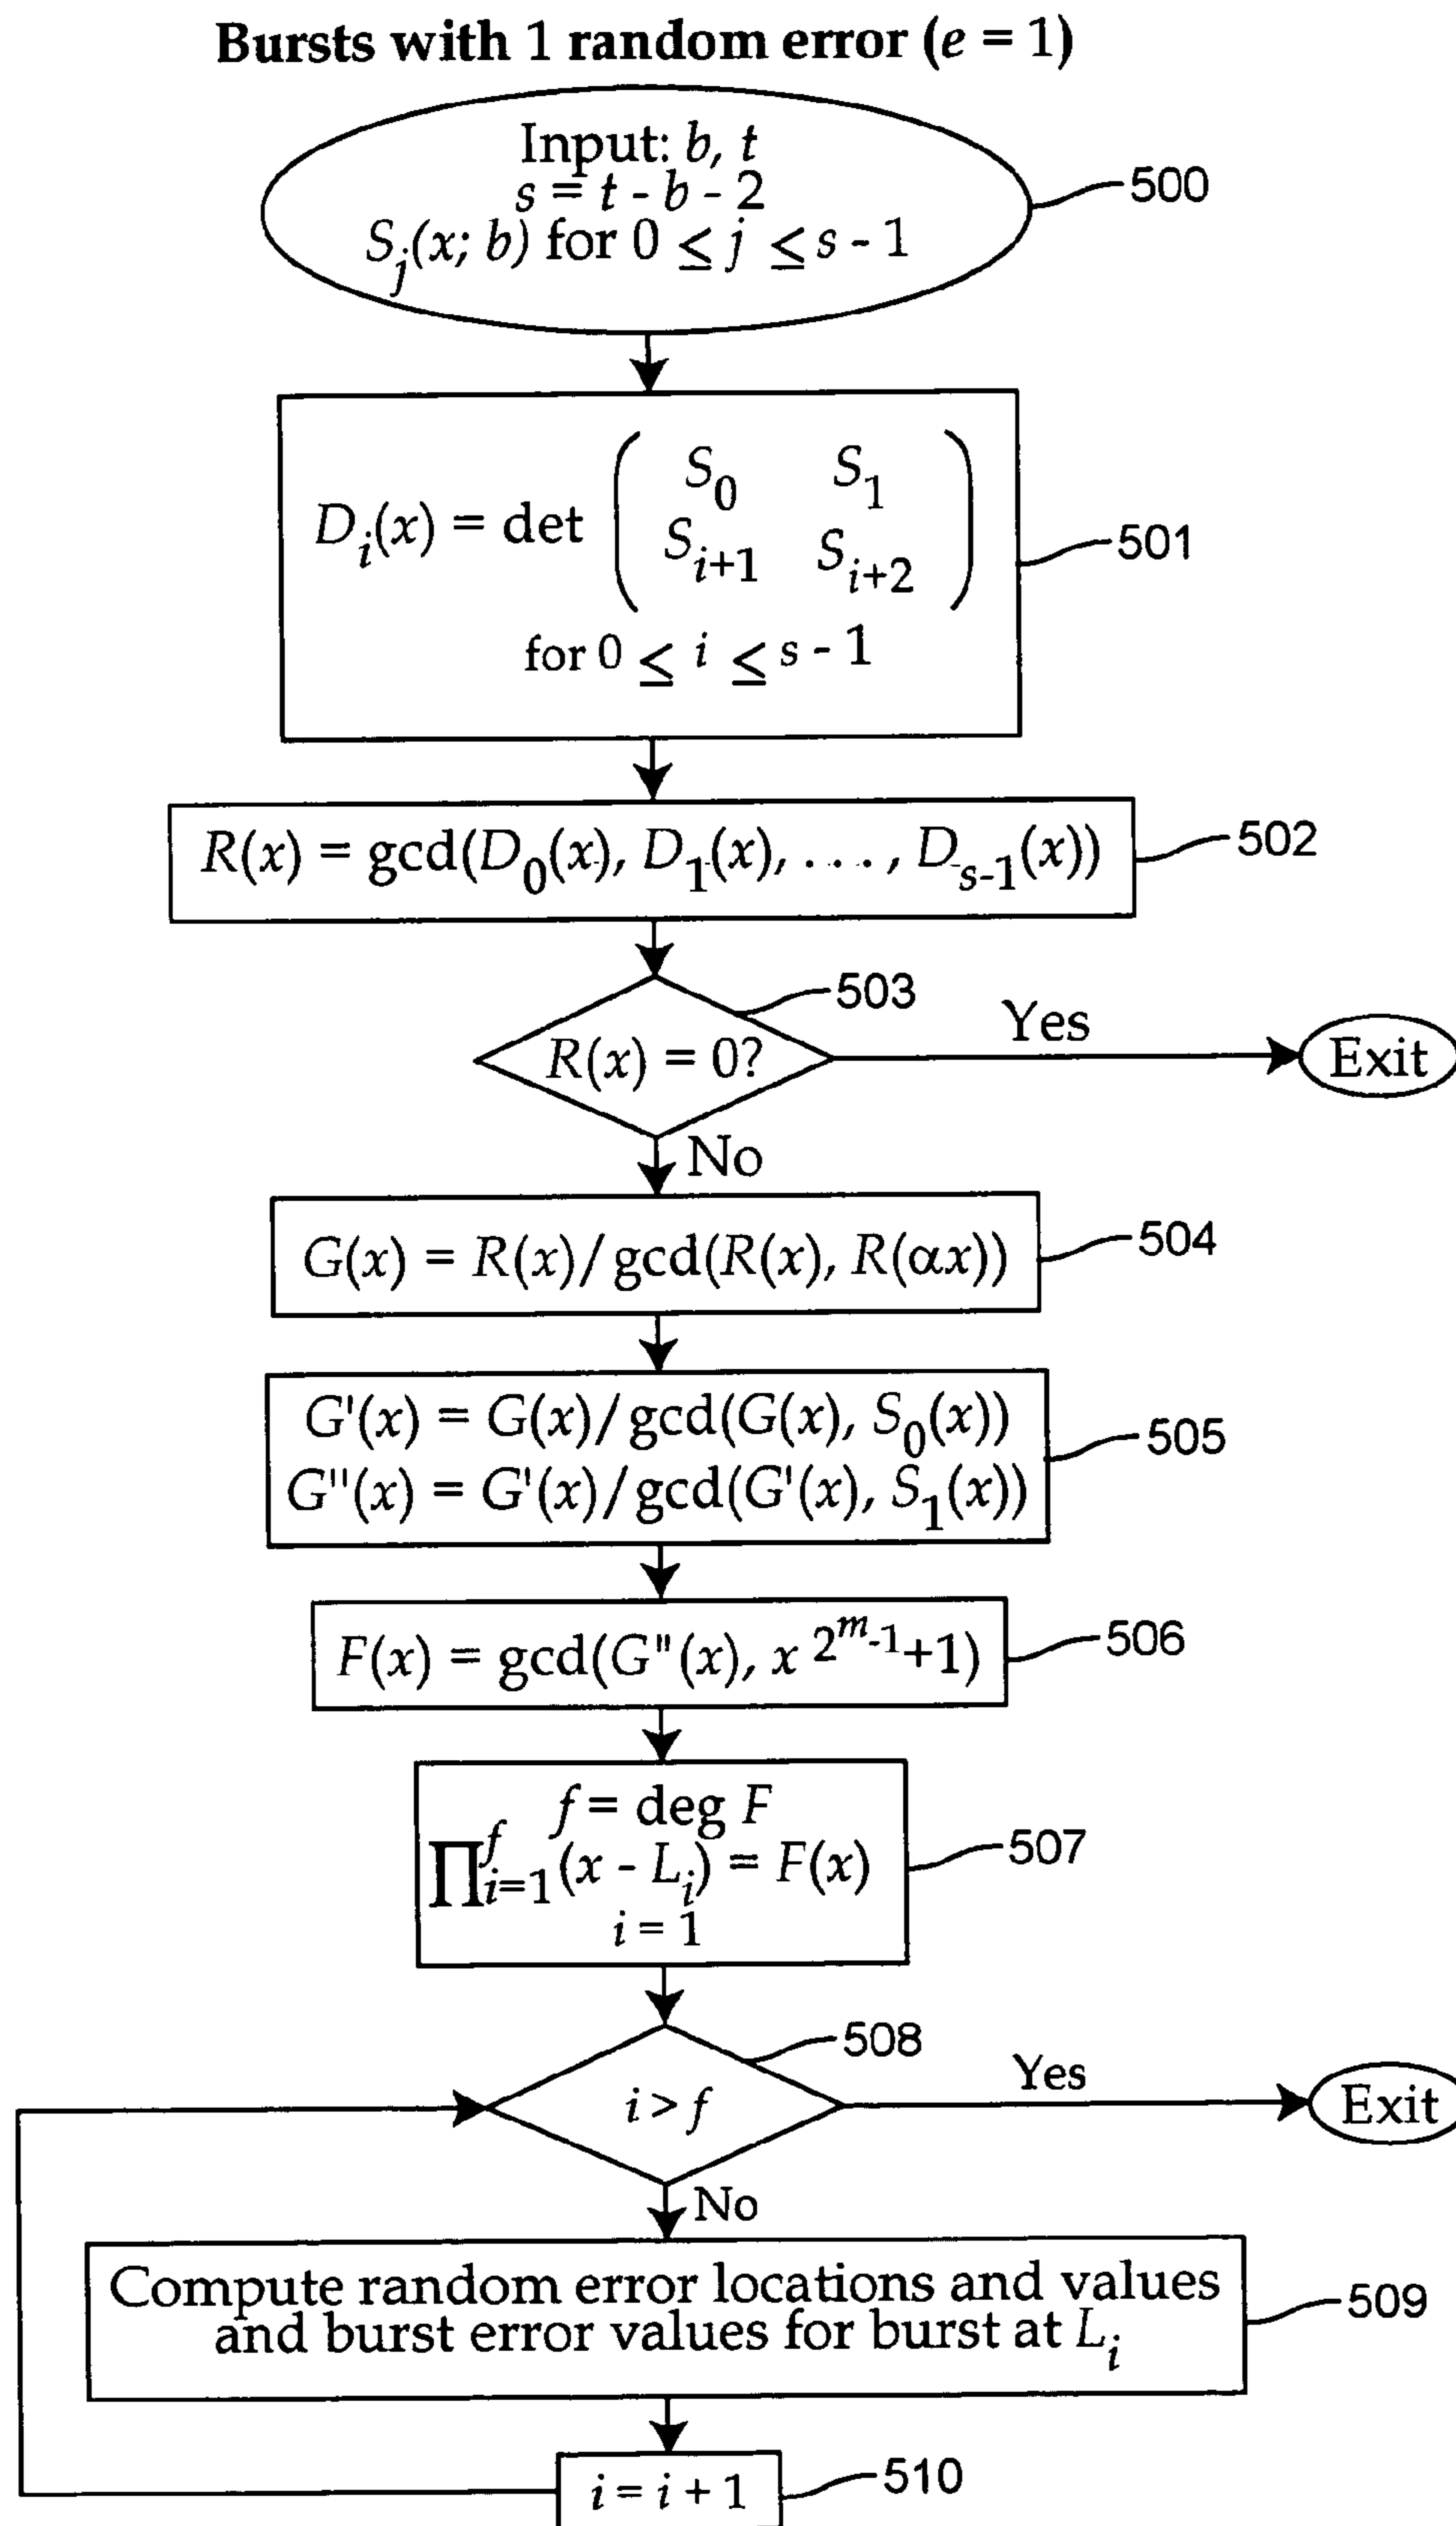 Bursts with 1 random error (e = 1)
Input: b, t
s = t - b - 2
S_j(x; b) for 0 ≤ j ≤ s - 1
500
D_i(x) = det ( S_0 S_1
S_{i+1} S_{i+2} )
for 0 ≤ i ≤ s - 1
501
R(x) = gcd(D_0(x), D_1(x), . . . , D_{s-1}(x))
502
503
R(x) = 0?
Yes
Exit
No
G(x) = R(x)/gcd(R(x), R(αx))
504
G'(x) = G(x)/gcd(G(x), S_0(x))
G''(x) = G'(x)/gcd(G'(x), S_1(x))
505
F(x) = gcd(G''(x), x^{2^m-1}+1)
506
f = deg F
∏_{i=1}^f (x - L_i) = F(x)
i = 1
507
508
i > f
Yes
Exit
No
Compute random error locations and values
and burst error values for burst at L_i
509
i = i + 1
510